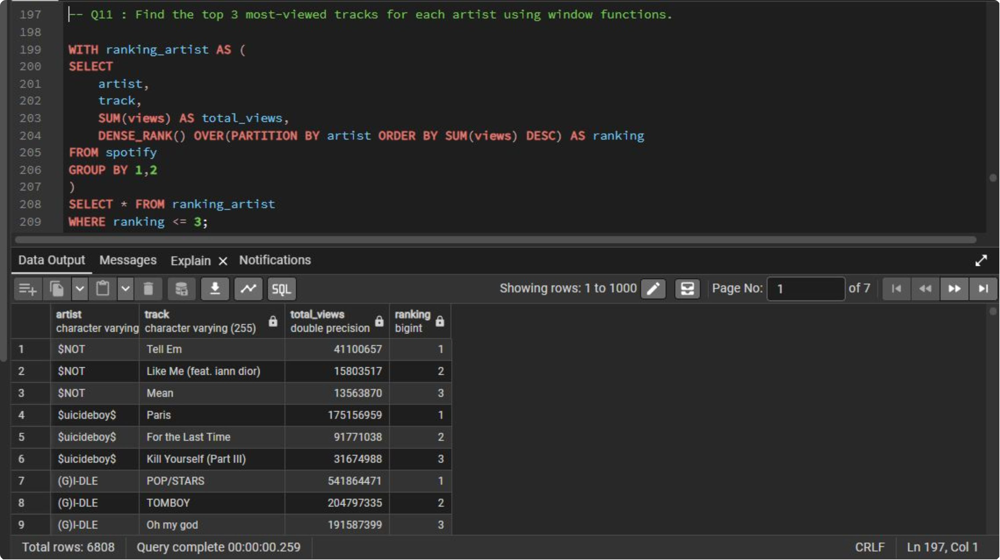 197 -- Q11 : Find the top 3 most-viewed tracks for each artist using window functions.
198
199 WITH ranking_artist AS (
200 SELECT
201 artist,
202 track,
203 SUM(views) AS total_views,
204 DENSE_RANK() OVER(PARTITION BY artist ORDER BY SUM(views) DESC) AS ranking
205 FROM spotify
206 GROUP BY 1,2
207 )
208 SELECT * FROM ranking_artist
209 WHERE ranking <= 3;
Data Output Messages Explain × Notifications
SQL Showing rows: 1 to 1000 Page No: 1 of 7
artist track total_views ranking
character varying character varying (255) double precision bigint
1 $NOT Tell Em 41100657 1
2 $NOT Like Me (feat. iann dior) 15803517 2
3 $NOT Mean 13563870 3
4 $uicideboy$ Paris 175156959 1
5 $uicideboy$ For the Last Time 91771038 2
6 $uicideboy$ Kill Yourself (Part III) 31674988 3
7 (G)I-DLE POP/STARS 541864471 1
8 (G)I-DLE TOMBOY 204797335 2
9 (G)I-DLE Oh my god 191587399 3
Total rows: 6808 Query complete 00:00:00.259 CRLF Ln 197, Col 1